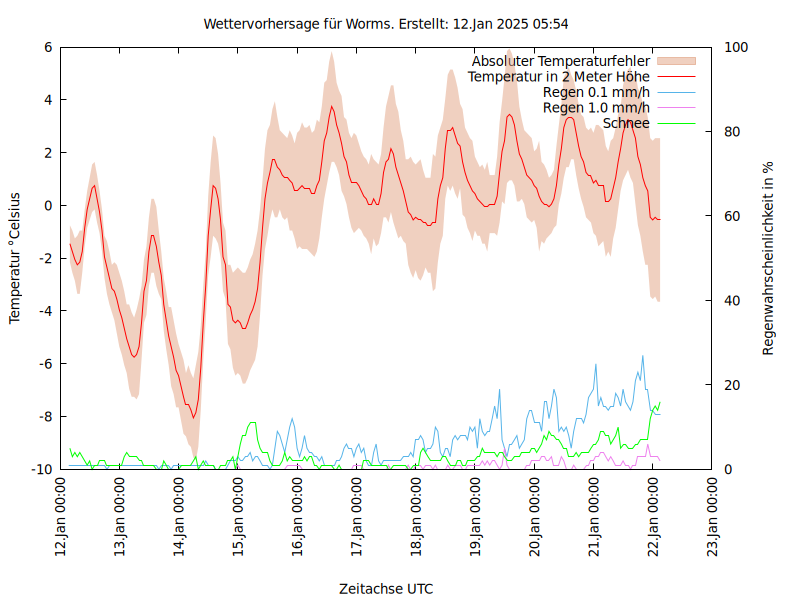 Wettervorhersage für Worms. Erstellt: 12.Jan 2025 05:54
Absoluter Temperaturfehler
Temperatur in 2 Meter Höhe
Regen 0.1 mm/h
Regen 1.0 mm/h
Schnee
6
4
2
0
-2
-4
-6
-8
-10
100
80
60
40
20
0
Temperatur °Celsius
Regenwahrscheinlichkeit in %
12.Jan 00:00
13.Jan 00:00
14.Jan 00:00
15.Jan 00:00
16.Jan 00:00
17.Jan 00:00
18.Jan 00:00
19.Jan 00:00
20.Jan 00:00
21.Jan 00:00
22.Jan 00:00
23.Jan 00:00
Zeitachse UTC